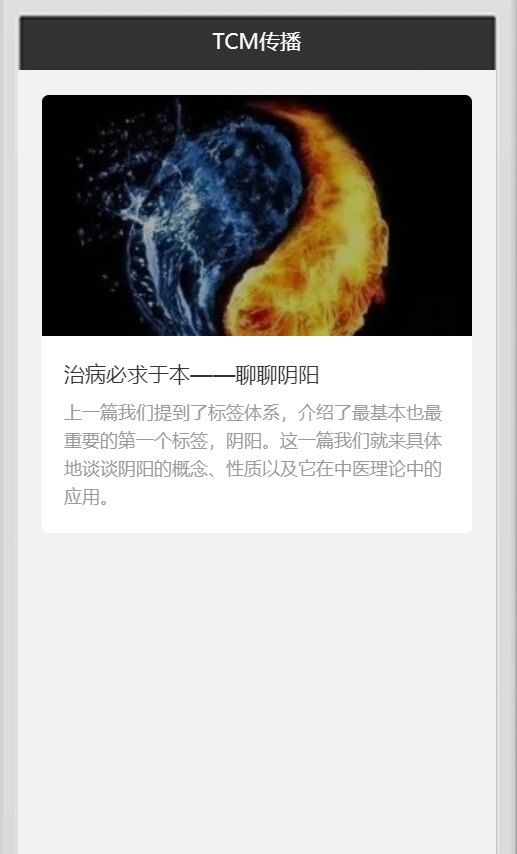 TCM传播
治病必求于本——聊聊阴阳
上一篇我们提到了标签体系，介绍了最基本也最
重要的第一个标签，阴阳。这一篇我们就来具体
地谈谈阴阳的概念、性质以及它在中医理论中的
应用。